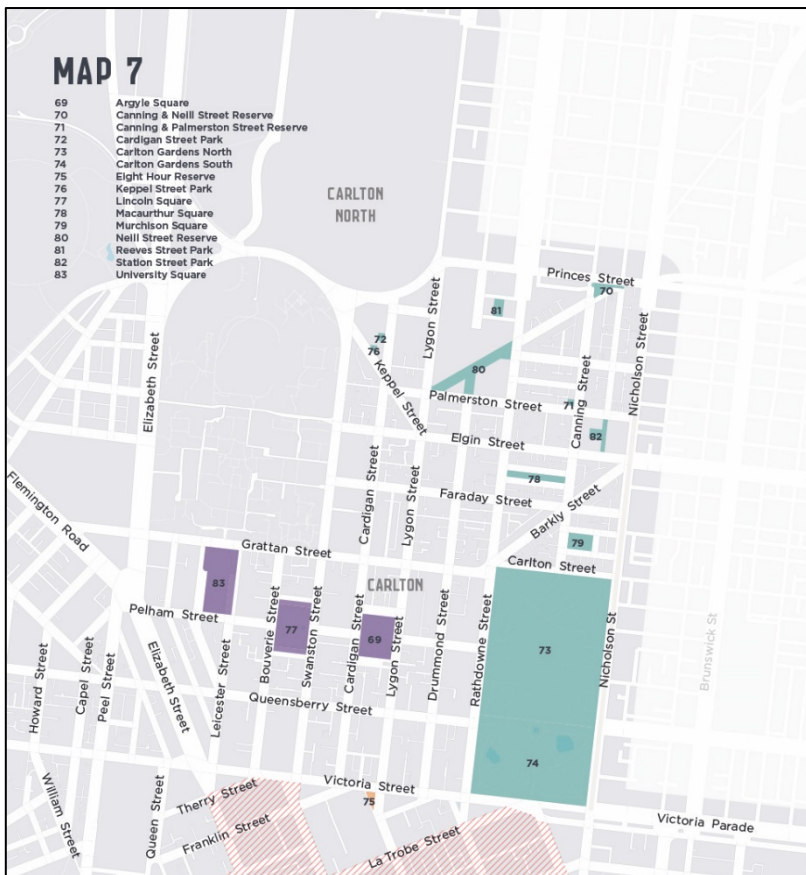 MAP 7
69 Argyle Square
70 Canning & Neill Street Reserve
71 Canning & Palmerston Street Reserve
72 Cardigan Street Park
73 Carlton Gardens North
74 Carlton Gardens South
75 Eight Hour Reserve
76 Keppel Street Park
77 Lincoln Square
78 Macaurthur Square
79 Murchison Square
80 Neill Street Reserve
81 Reeves Street Park
82 Station Street Park
83 University Square
CARLTON
NORTH
Princes Street
70
81
Lygon Street
Nicholson Street
72
76
Keppel Street
80
Elizabeth Street
Palmerston Street
71
Canning Street
82
Elgin Street
78
Faraday Street
Cardigan Street
Lygon Street
Barkly Street
Flemington Road
79
Grattan Street
Carlton Street
83
CARLTON
Pelham Street
77
69
73
Bouverie Street
Swanston Street
Cardigan Street
Lygon Street
Drummond Street
Rathdowne Street
Nicholson St
Brunswick St
Howard Street
Capel Street
Peel Street
Elizabeth Street
Leicester Street
Queensberry Street
74
Victoria Street
75
Therry Street
Franklin Street
William Street
Queen Street
La Trobe Street
Victoria Parade